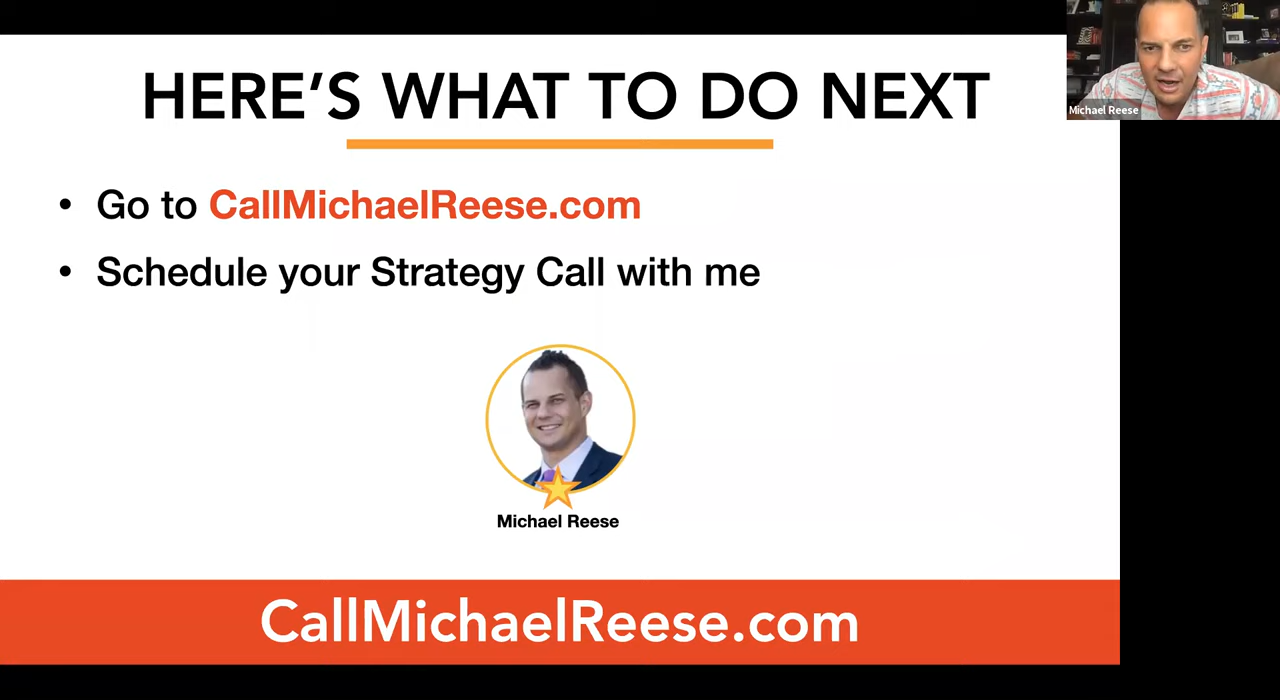 HERE'S WHAT TO DO NEXT
Michael Reese
• Go to CallMichaelReese.com
• Schedule your Strategy Call with me
Michael Reese
CallMichaelReese.com